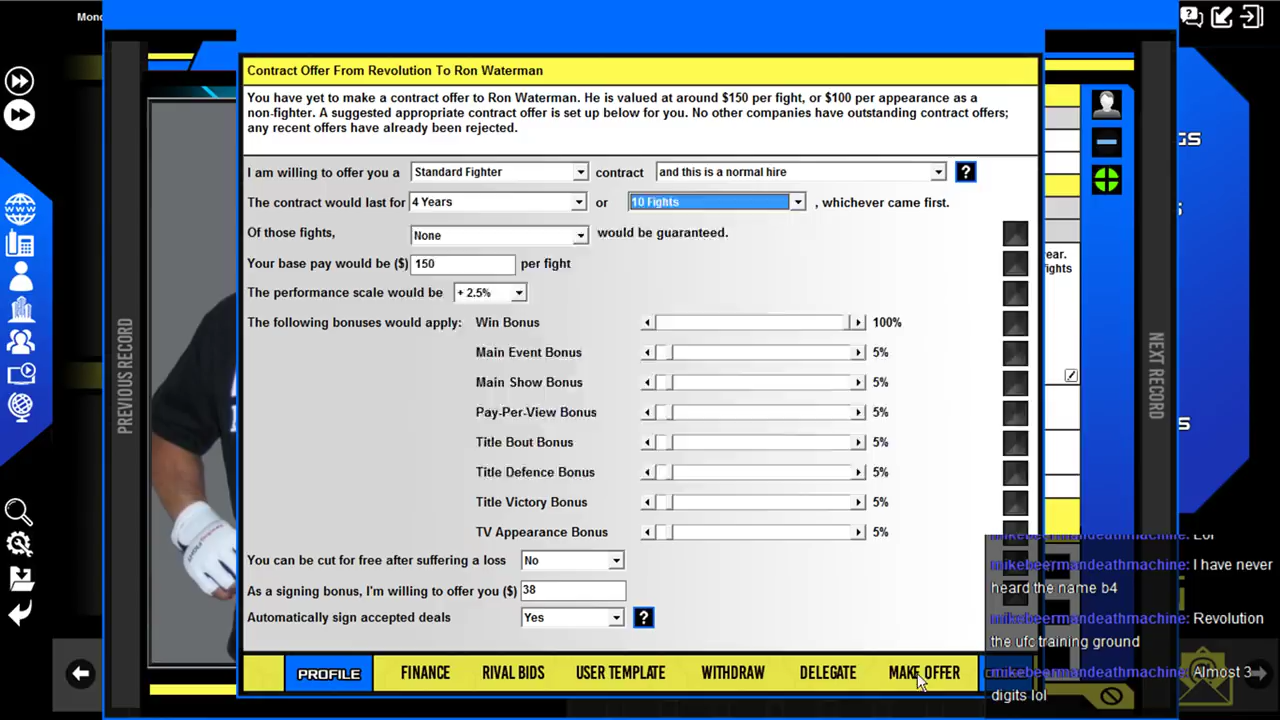 Mon
Contract Offer From Revolution To Ron Waterman
You have yet to make a contract offer to Ron Waterman. He is valued at around $150 per fight, or $100 per appearance as a
non-fighter. A suggested appropriate contract offer is set up below for you. No other companies have outstanding contract offers;
any recent offers have already been rejected.
I am willing to offer you a Standard Fighter contract and this is a normal hire ?
The contract would last for 4 Years or 10 Fights , whichever came first.
Of those fights, None would be guaranteed.
Your base pay would be ($) 150 per fight
The performance scale would be + 2.5%
The following bonuses would apply: Win Bonus 100%
Main Event Bonus 5%
Main Show Bonus 5%
Pay-Per-View Bonus 5%
Title Bout Bonus 5%
Title Defence Bonus 5%
Title Victory Bonus 5%
TV Appearance Bonus 5%
You can be cut for free after suffering a loss No
As a signing bonus, I'm willing to offer you ($) 38
Automatically sign accepted deals Yes ?
PROFILE FINANCE RIVAL BIDS USER TEMPLATE WITHDRAW DELEGATE MAKE OFFER
PREVIOUS RECORD
NEXT RECORD
ear.
ights
GS
S
S
mikebeermandeathmachine: Lol
mikebeermandeathmachine: I have never
heard the name b4
mikebeermandeathmachine: Revolution
the ufc training ground
mikebeermandeathmachine: Almost 3
digits lol